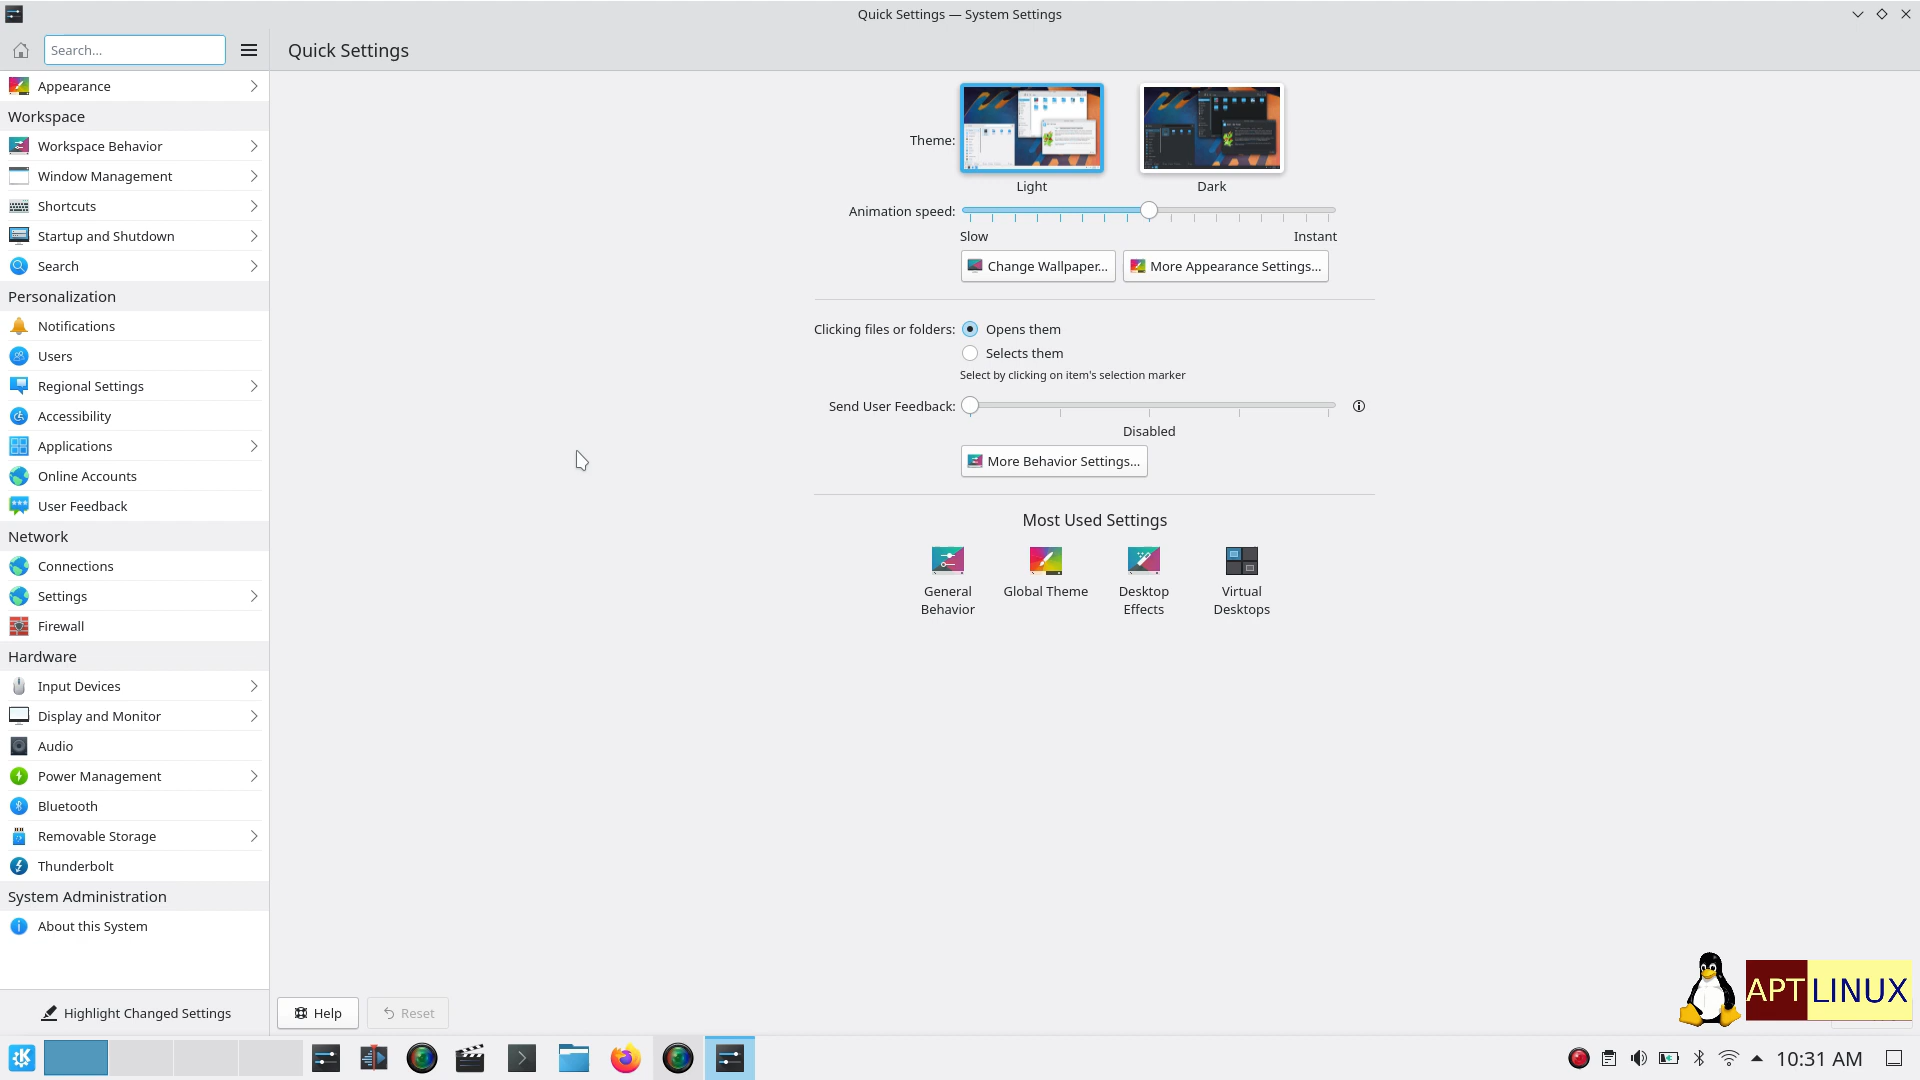 Quick Settings — System Settings
Search...
Quick Settings
Appearance
Workspace
Workspace Behavior
Window Management
Shortcuts
Startup and Shutdown
Search
Personalization
Notifications
Users
Regional Settings
Accessibility
Applications
Online Accounts
User Feedback
Network
Connections
Settings
Firewall
Hardware
Input Devices
Display and Monitor
Audio
Power Management
Bluetooth
Removable Storage
Thunderbolt
System Administration
About this System
Highlight Changed Settings
Theme:
Light
Dark
Animation speed:
Slow
Instant
Change Wallpaper...
More Appearance Settings...
Clicking files or folders:
Opens them
Selects them
Select by clicking on item's selection marker
Send User Feedback:
Disabled
More Behavior Settings...
Most Used Settings
General Behavior
Global Theme
Desktop Effects
Virtual Desktops
Help
Reset
APT LINUX
10:31 AM